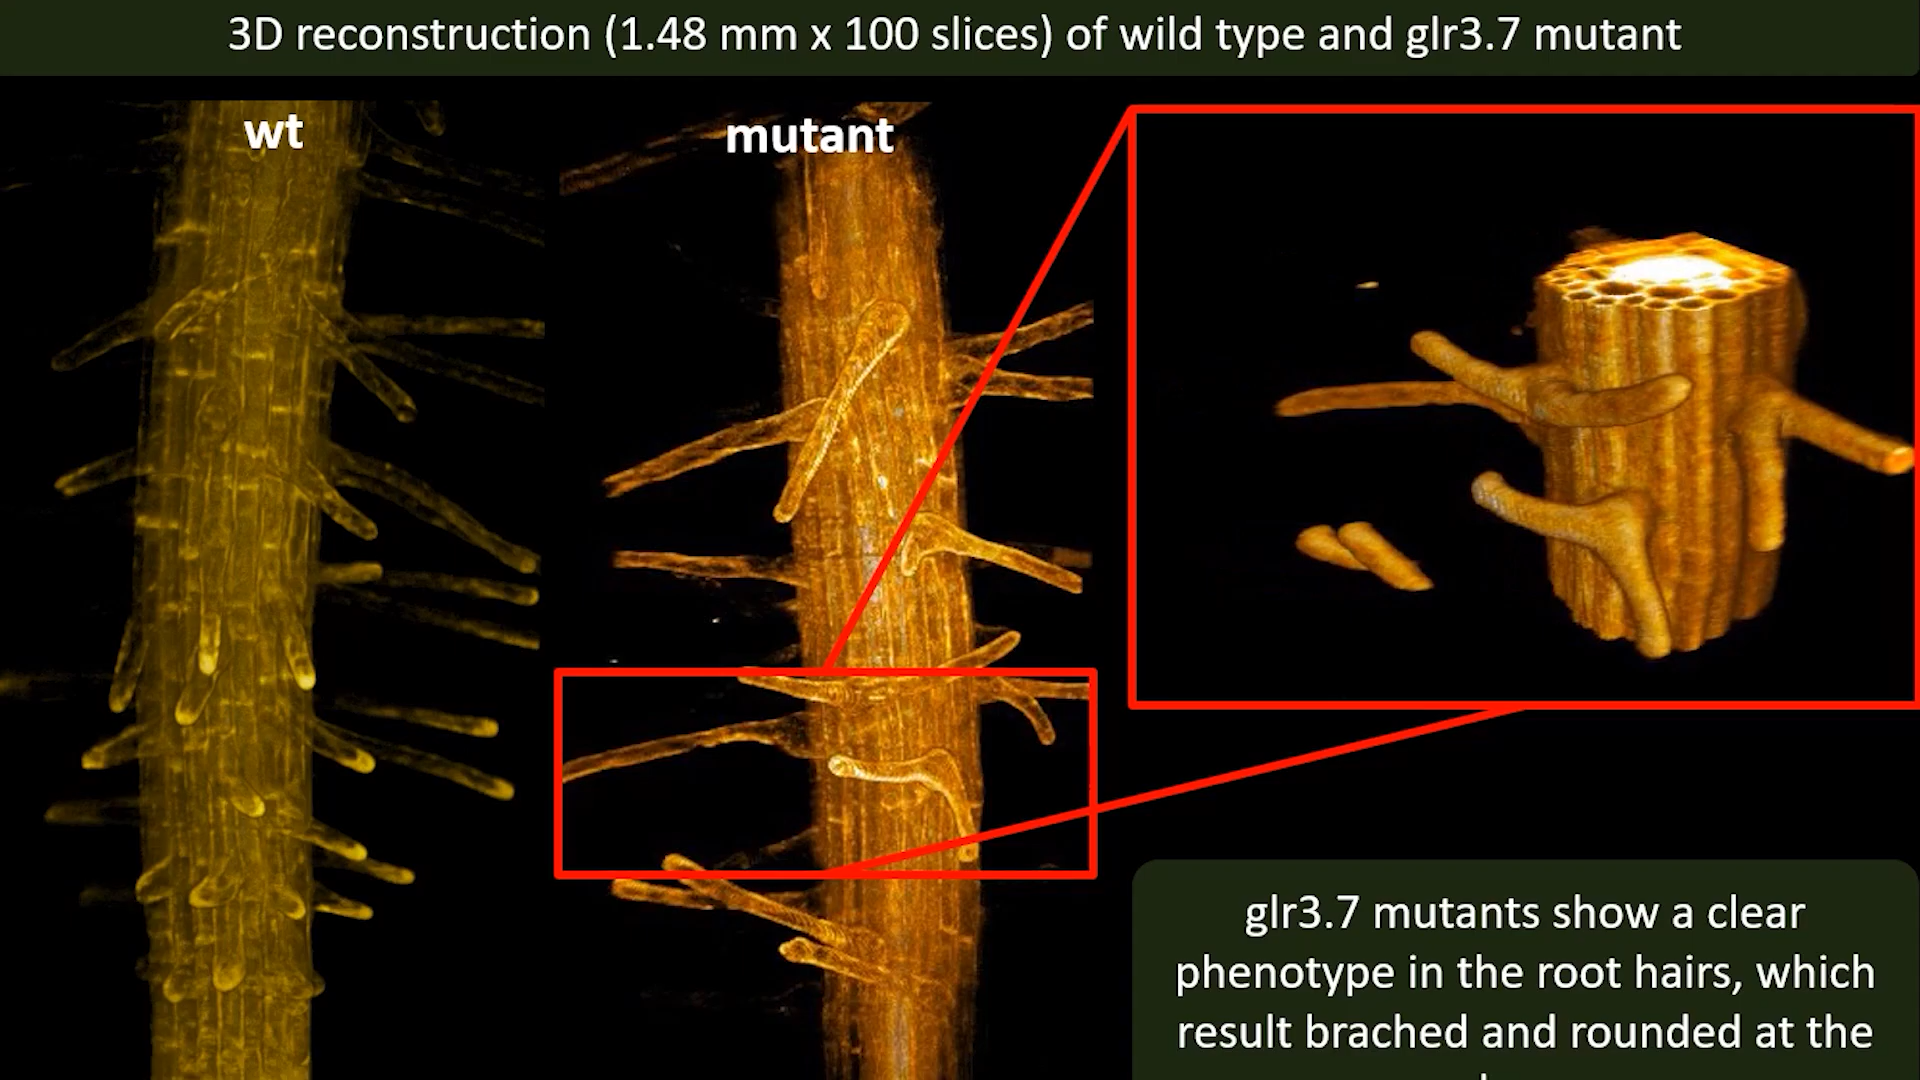 3D reconstruction (1.48 mm x 100 slices) of wild type and glr3.7 mutant
wt
mutant
glr3.7 mutants show a clear
phenotype in the root hairs, which
result brached and rounded at the